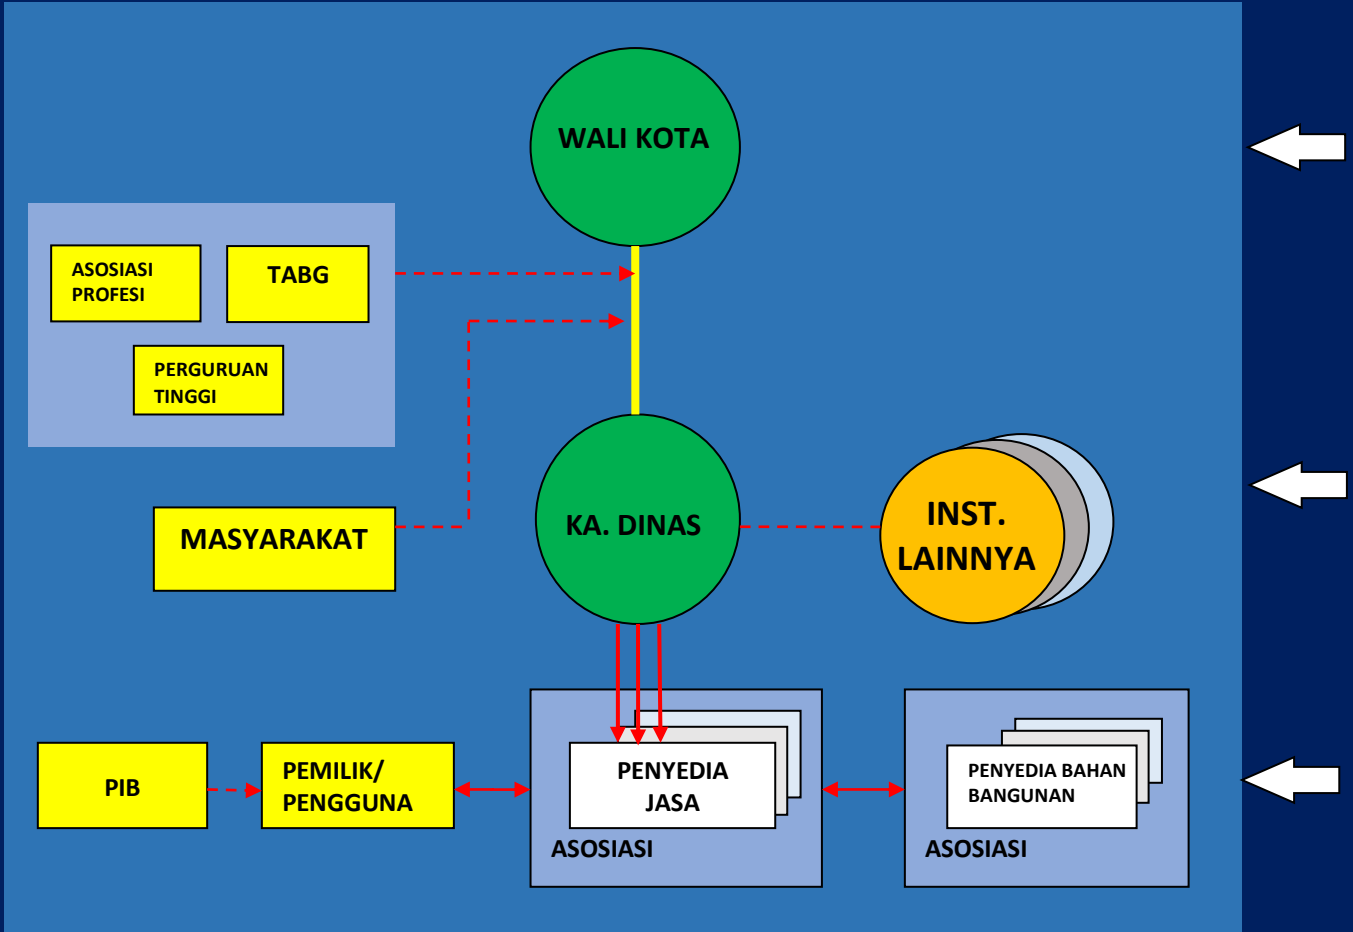 WALI KOTA
ASOSIASI
PROFESI
TABG
PERGURUAN
TINGGI
MASYARAKAT
KA. DINAS
INST.
LAINNYA
PIB
PEMILIK/
PENGGUNA
PENYEDIA
JASA
ASOSIASI
PENYEDIA BAHAN
BANGUNAN
ASOSIASI